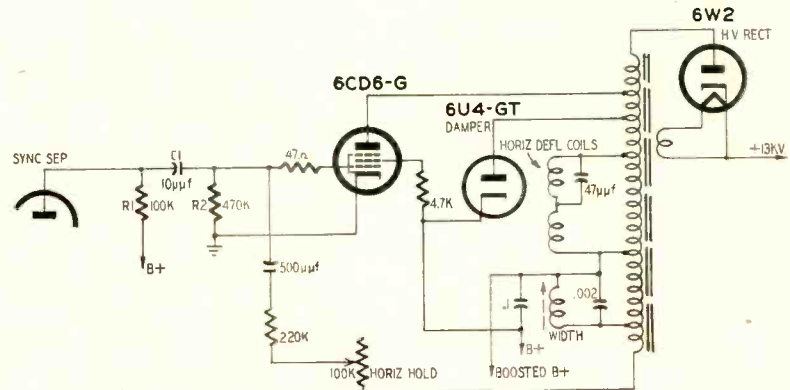 6W2
HV RECT
6CD6-G
6U4-GT
DAMPER
HORIZ DEFL COILS
SYNC SEP
C1
10µµf
47Ω
+13KV
47µµf
R1
100K
R2
470K
4.7K
B+
500µµf
.1
.002
WIDTH
220K
B+
BOOSTED B+
100K
HORIZ HOLD